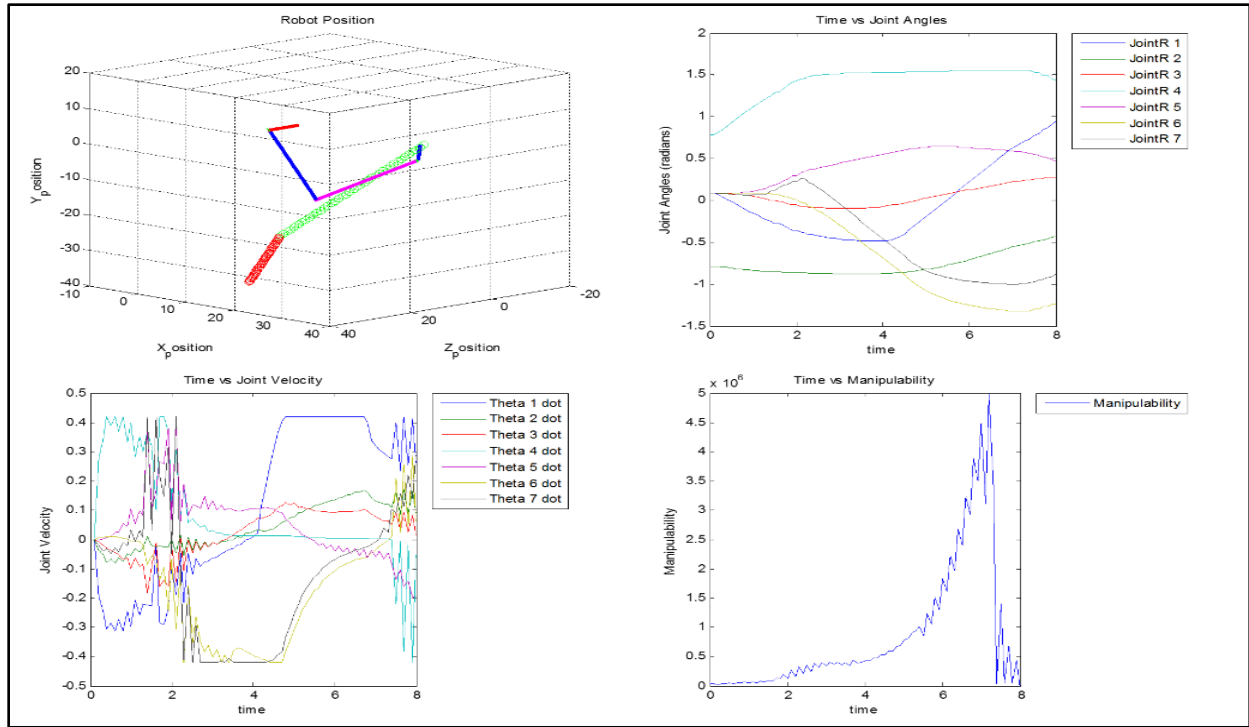 Robot Position
20
10
0
-10
-20
-30
-40
Y_position
-10
0
10
20
30
40
X_position
40
20
0
-20
Z_position
Time vs Joint Angles
2
1.5
1
0.5
0
-0.5
-1
-1.5
Joint Angles (radians)
0 2 4 6 8
time
JointR 1
JointR 2
JointR 3
JointR 4
JointR 5
JointR 6
JointR 7
Time vs Joint Velocity
0.5
0.4
0.3
0.2
0.1
0
-0.1
-0.2
-0.3
-0.4
-0.5
Joint Velocity
0 2 4 6 8
time
Theta 1 dot
Theta 2 dot
Theta 3 dot
Theta 4 dot
Theta 5 dot
Theta 6 dot
Theta 7 dot
Time vs Manipulability
x 10^6
5
4.5
4
3.5
3
2.5
2
1.5
1
0.5
0
Manipulability
0 2 4 6 8
time
Manipulability